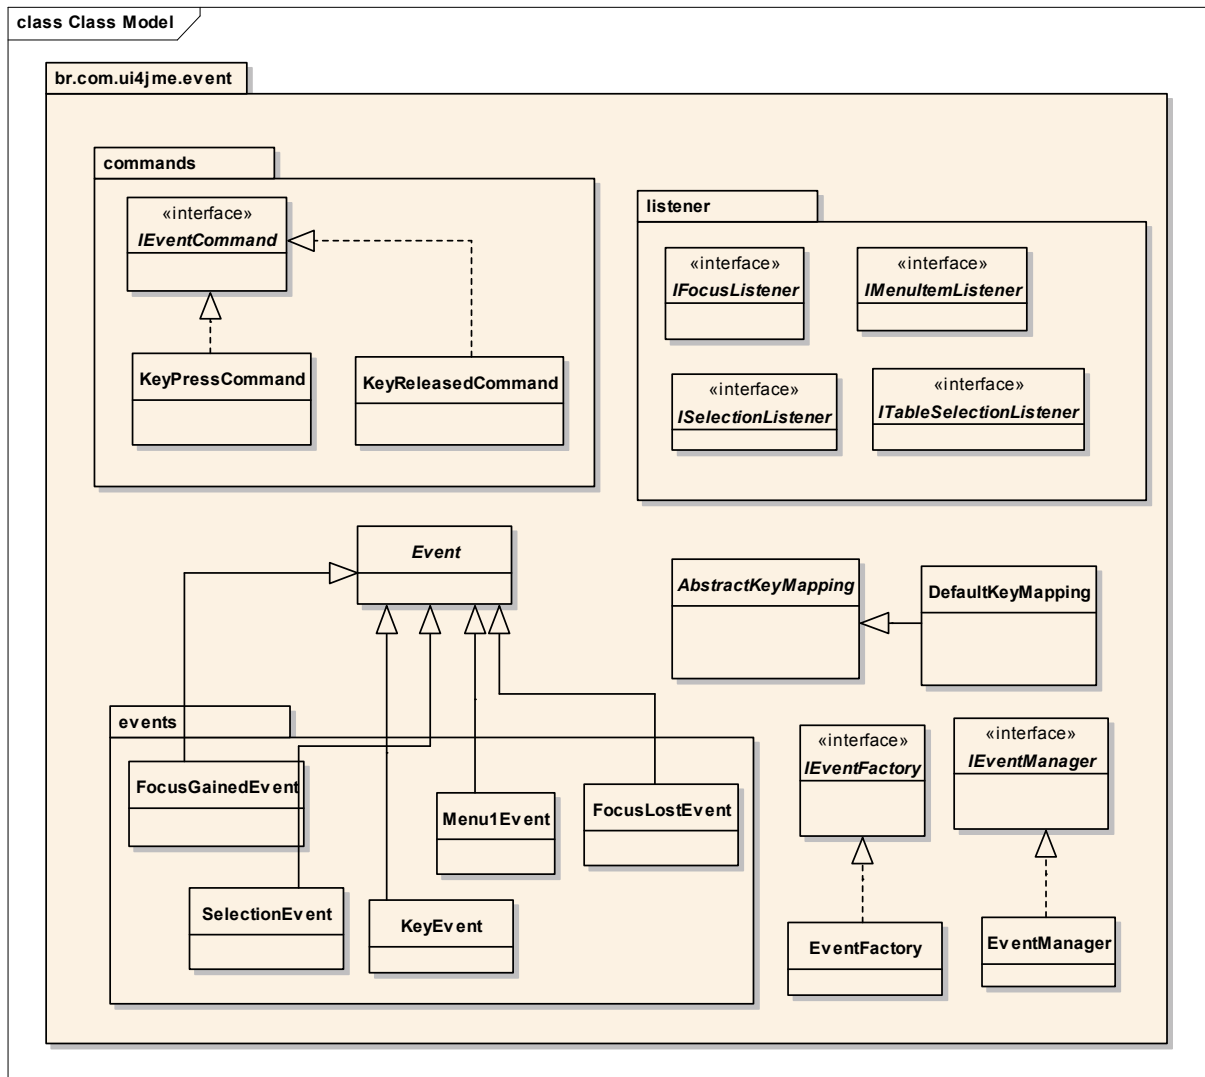 class Class Model
br.com.ui4jme.event
commands
«interface»
IEventCommand
KeyPressCommand
KeyReleasedCommand
listener
«interface»
IFocusListener
«interface»
IMenuItemListener
«interface»
ISelectionListener
«interface»
ITableSelectionListener
Event
AbstractKeyMapping
DefaultKeyMapping
events
FocusGainedEvent
Menu1Event
FocusLostEvent
SelectionEvent
KeyEvent
«interface»
IEventFactory
«interface»
IEventManager
EventFactory
EventManager